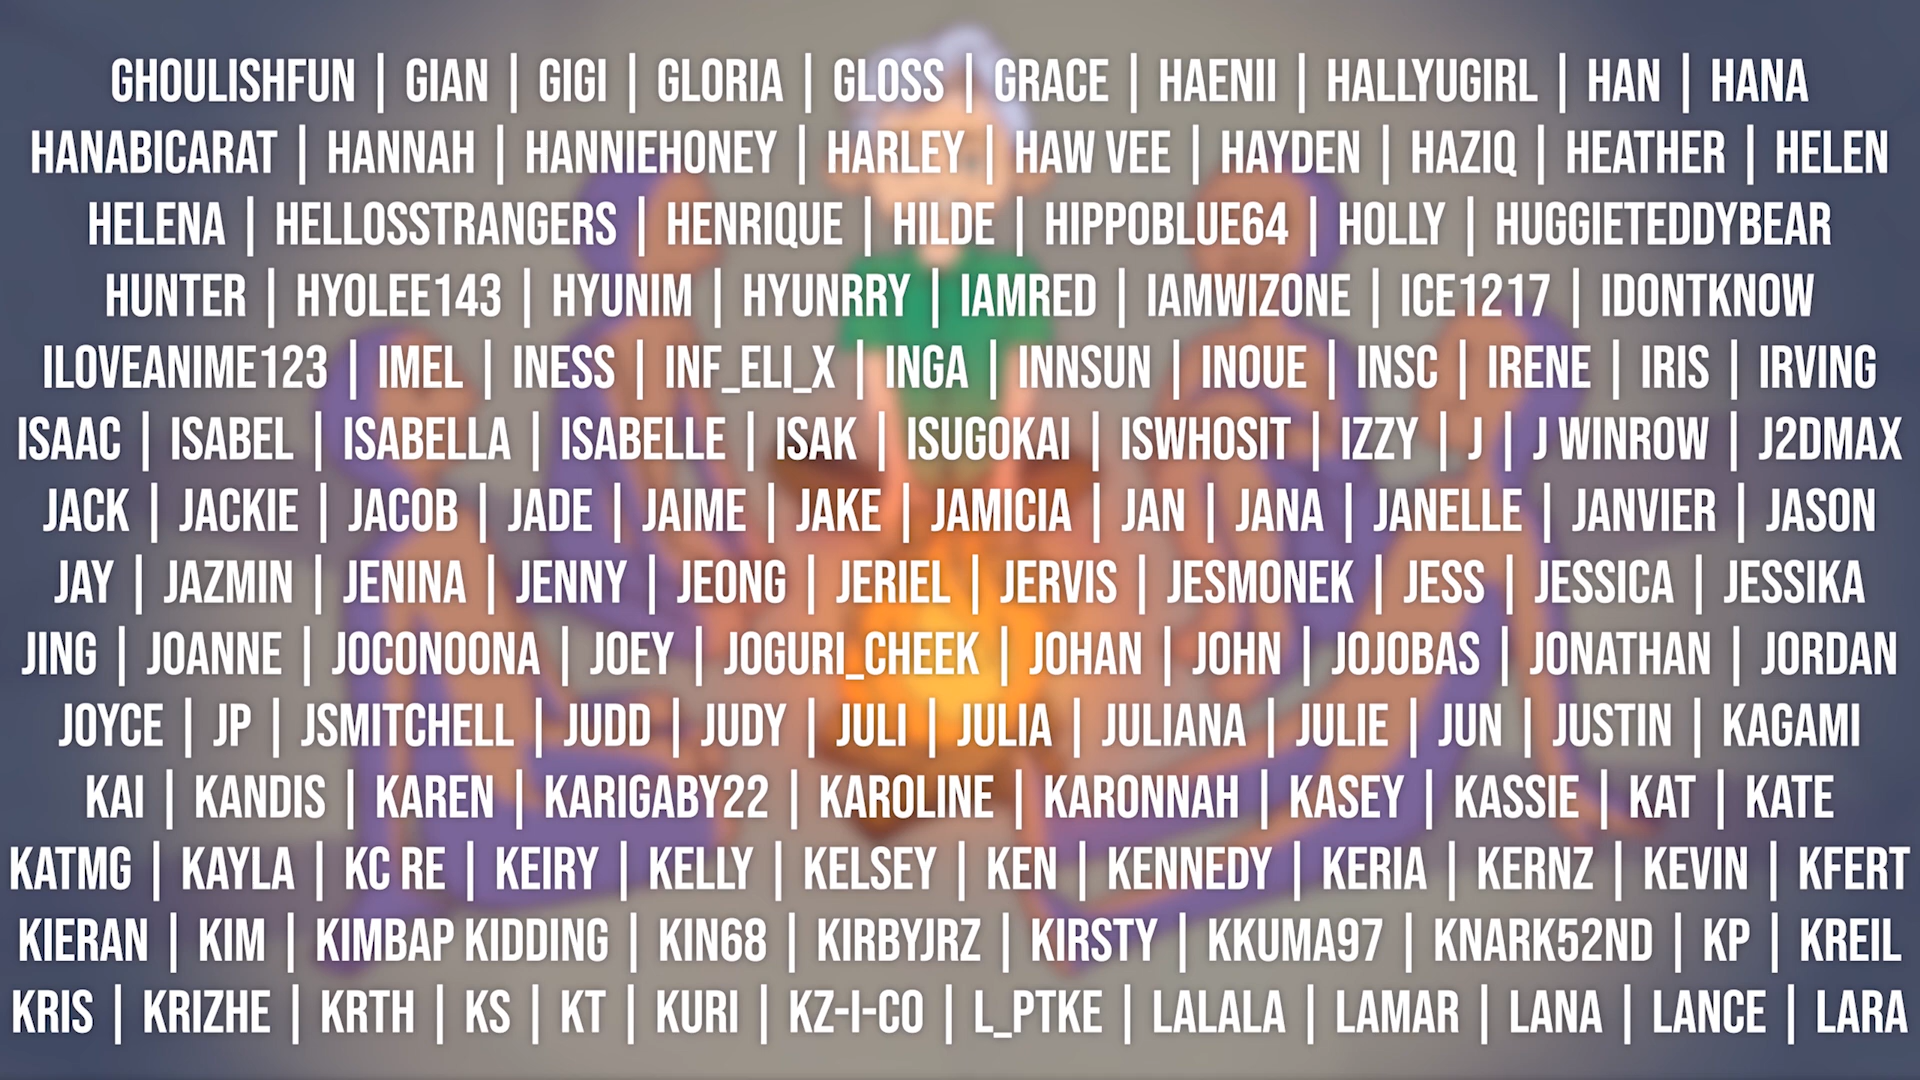 GHOULISHFUN | GIAN | GIGI | GLORIA | GLOSS | GRACE | HAENII | HALLYUGIRL | HAN | HANA
HANABICARAT | HANNAH | HANNIEHONEY | HARLEY | HAW VEE | HAYDEN | HAZIQ | HEATHER | HELEN
HELENA | HELLOSSTRANGERS | HENRIQUE | HILDE | HIPPOBLUE64 | HOLLY | HUGGIETEDDYBEAR
HUNTER | HYOLEE143 | HYUNIM | HYUNRRY | IAMRED | IAMWIZONE | ICE1217 | IDONTKNOW
ILOVEANIME123 | IMEL | INESS | INF_ELI_X | INGA | INNSUN | INOUE | INSC | IRENE | IRIS | IRVING
ISAAC | ISABEL | ISABELLA | ISABELLE | ISAK | ISUGOKAI | ISWHOSIT | IZZY | J | J WINROW | J2DMAX
JACK | JACKIE | JACOB | JADE | JAIME | JAKE | JAMICIA | JAN | JANA | JANELLE | JANVIER | JASON
JAY | JAZMIN | JENINA | JENNY | JEONG | JERIEL | JERVIS | JESMONEK | JESS | JESSICA | JESSIKA
JING | JOANNE | JOCONOONA | JOEY | JOGURI_CHEEK | JOHAN | JOHN | JOJOBAS | JONATHAN | JORDAN
JOYCE | JP | JSMITCHELL | JUDD | JUDY | JULI | JULIA | JULIANA | JULIE | JUN | JUSTIN | KAGAMI
KAI | KANDIS | KAREN | KARIGABY22 | KAROLINE | KARONNAH | KASEY | KASSIE | KAT | KATE
KATMG | KAYLA | KC RE | KEIRY | KELLY | KELSEY | KEN | KENNEDY | KERIA | KERNZ | KEVIN | KFERT
KIERAN | KIM | KIMBAP KIDDING | KIN68 | KIRBYJRZ | KIRSTY | KKUMA97 | KNARK52ND | KP | KREIL
KRIS | KRIZHE | KRTH | KS | KT | KURI | KZ-I-CO | L_PTKE | LALALA | LAMAR | LANA | LANCE | LARA